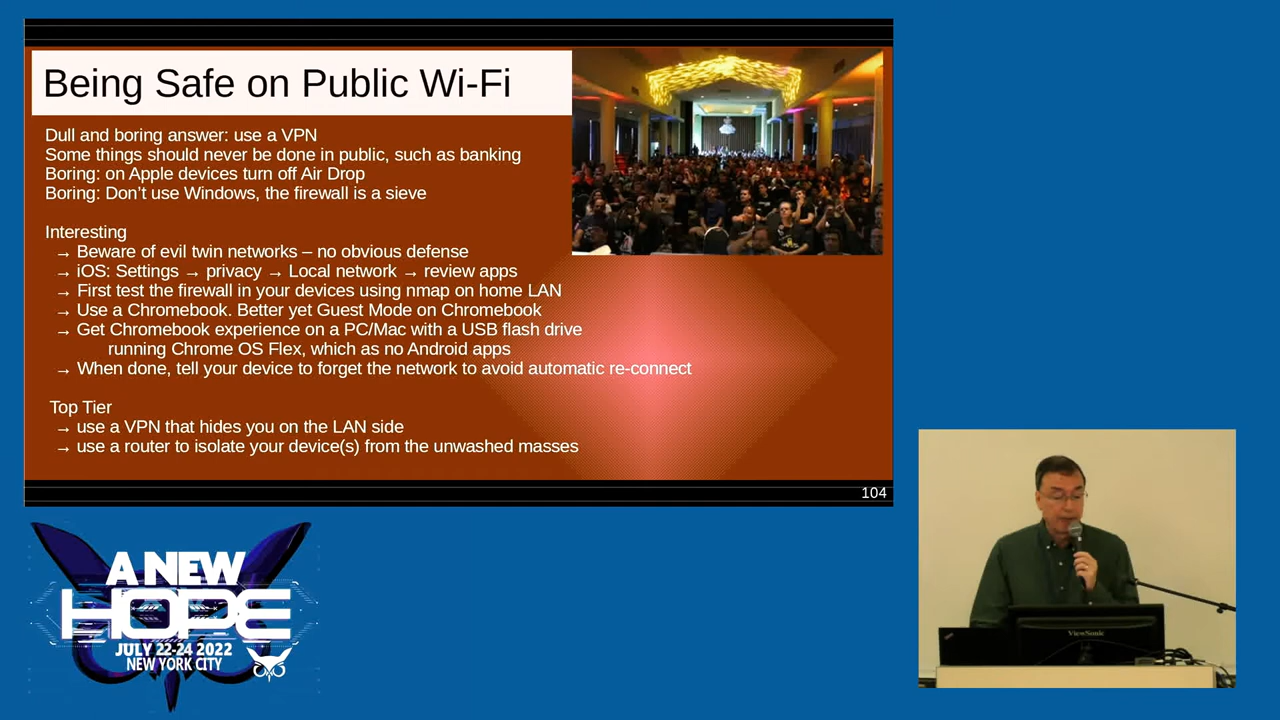 Being Safe on Public Wi-Fi
Dull and boring answer: use a VPN
Some things should never be done in public, such as banking
Boring: on Apple devices turn off Air Drop
Boring: Don't use Windows, the firewall is a sieve
Interesting
→ Beware of evil twin networks – no obvious defense
→ iOS: Settings → privacy → Local network → review apps
→ First test the firewall in your devices using nmap on home LAN
→ Use a Chromebook. Better yet Guest Mode on Chromebook
→ Get Chromebook experience on a PC/Mac with a USB flash drive
running Chrome OS Flex, which as no Android apps
→ When done, tell your device to forget the network to avoid automatic re-connect
Top Tier
→ use a VPN that hides you on the LAN side
→ use a router to isolate your device(s) from the unwashed masses
104
A NEW
HOPE
JULY 22-24 2022
NEW YORK CITY
ViewSonic